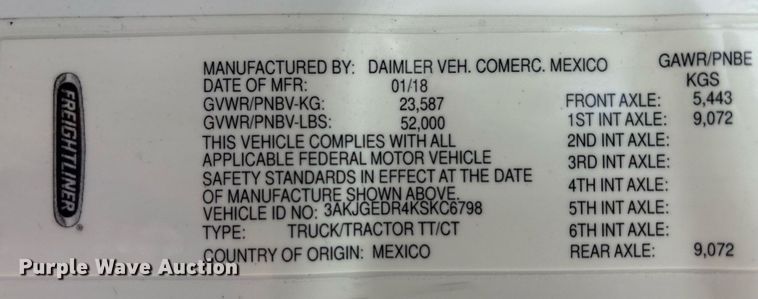 FREIGHTLINER
MANUFACTURED BY: DAIMLER VEH. COMERC. MEXICO
DATE OF MFR: 01/18
GVWR/PNBV-KG: 23,587
GVWR/PNBV-LBS: 52,000
THIS VEHICLE COMPLIES WITH ALL
APPLICABLE FEDERAL MOTOR VEHICLE
SAFETY STANDARDS IN EFFECT AT THE DATE
OF MANUFACTURE SHOWN ABOVE.
VEHICLE ID NO: 3AKJGEDR4KSKC6798
TYPE: TRUCK/TRACTOR TT/CT
COUNTRY OF ORIGIN: MEXICO
GAWR/PNBE
KGS
FRONT AXLE: 5,443
1ST INT AXLE: 9,072
2ND INT AXLE:
3RD INT AXLE:
4TH INT AXLE:
5TH INT AXLE:
6TH INT AXLE:
REAR AXLE: 9,072
Purple Wave Auction